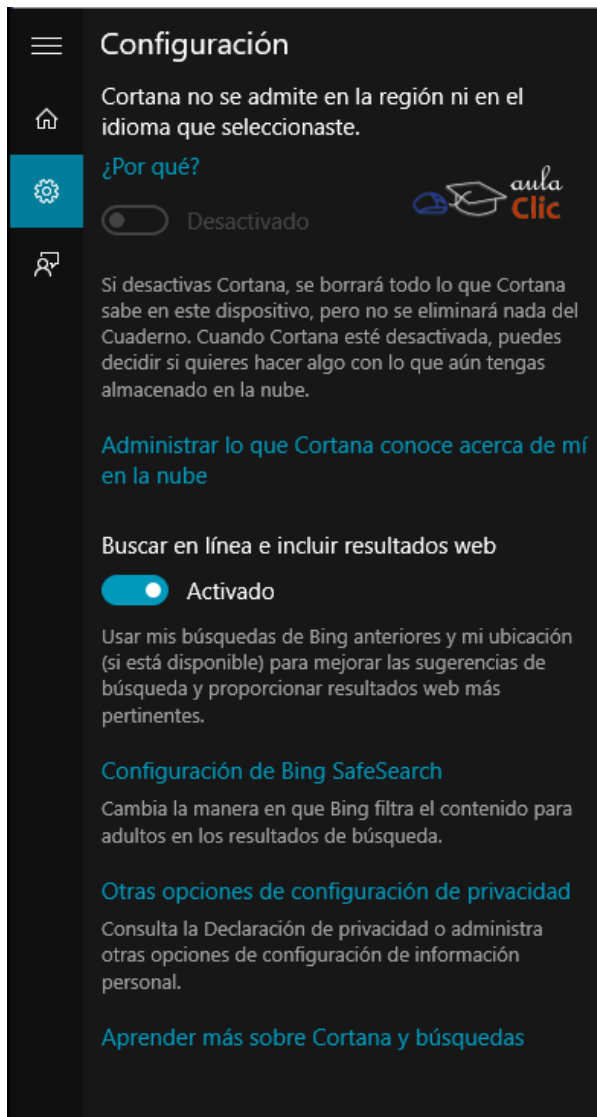 Configuración
Cortana no se admite en la región ni en el
idioma que seleccionaste.
¿Por qué?
aula
Clic
Desactivado
Si desactivas Cortana, se borrará todo lo que Cortana
sabe en este dispositivo, pero no se eliminará nada del
Cuaderno. Cuando Cortana esté desactivada, puedes
decidir si quieres hacer algo con lo que aún tengas
almacenado en la nube.
Administrar lo que Cortana conoce acerca de mí
en la nube
Buscar en línea e incluir resultados web
Activado
Usar mis búsquedas de Bing anteriores y mi ubicación
(si está disponible) para mejorar las sugerencias de
búsqueda y proporcionar resultados web más
pertinentes.
Configuración de Bing SafeSearch
Cambia la manera en que Bing filtra el contenido para
adultos en los resultados de búsqueda.
Otras opciones de configuración de privacidad
Consulta la Declaración de privacidad o administra
otras opciones de configuración de información
personal.
Aprender más sobre Cortana y búsquedas